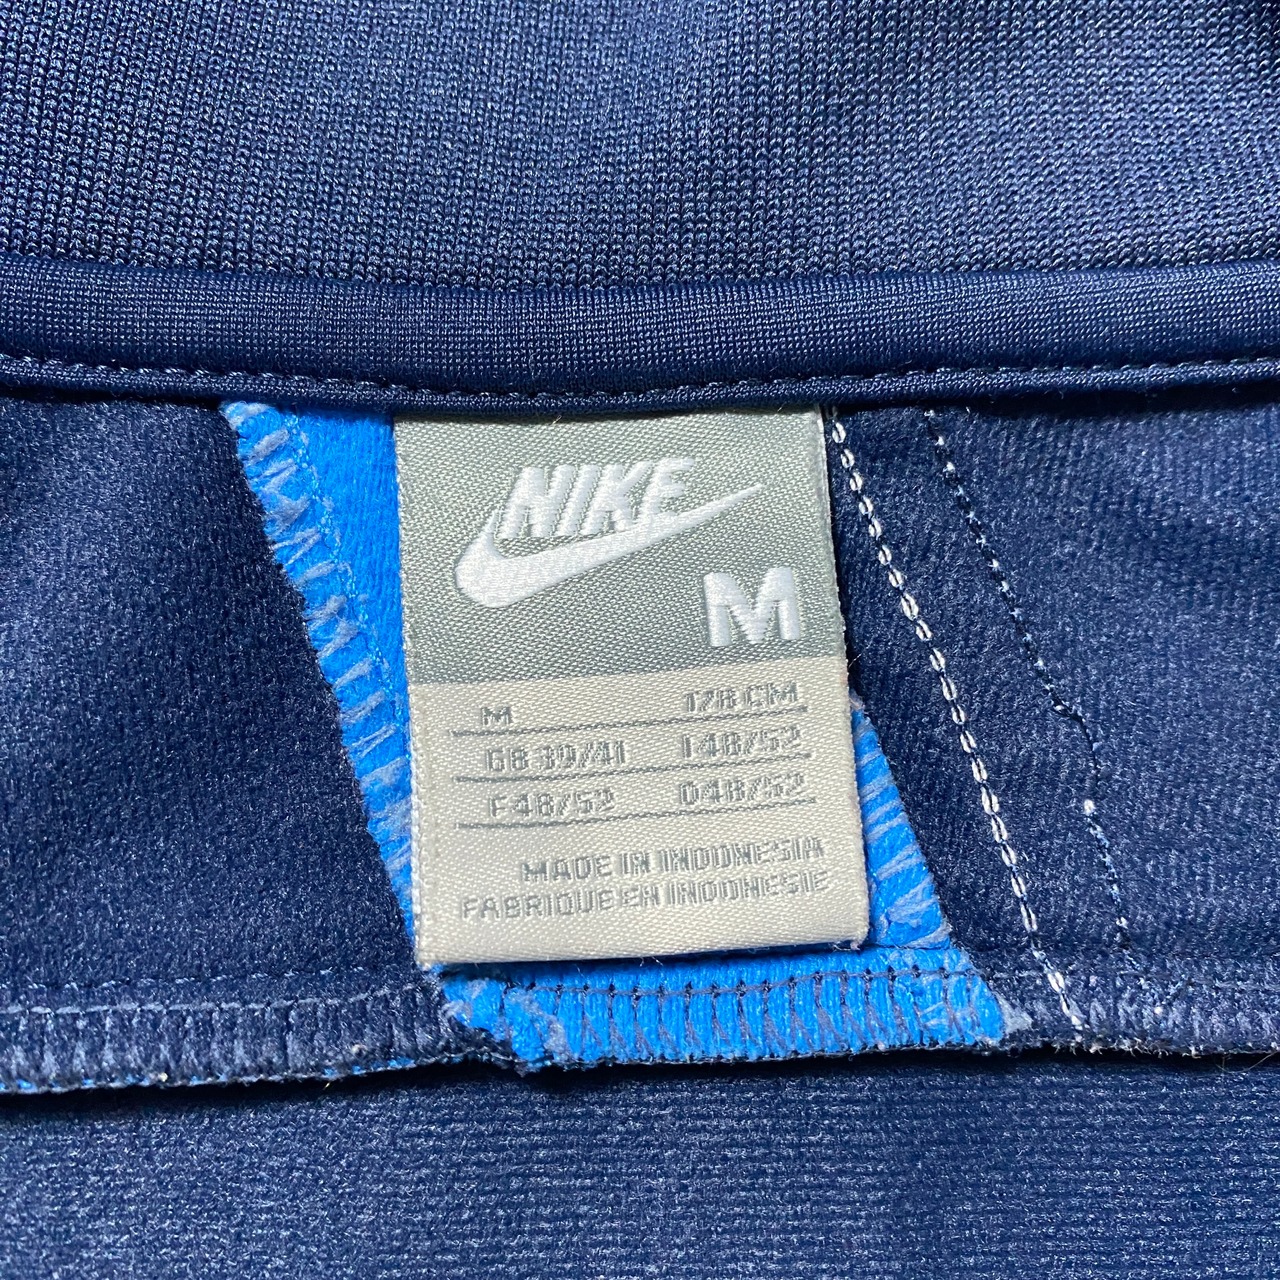 NIKE
M
M 178 CM
GB 39/41 I 48/52
F 48/52 D 48/52
MADE IN INDONESIA
FABRIQUE EN INDONESIE